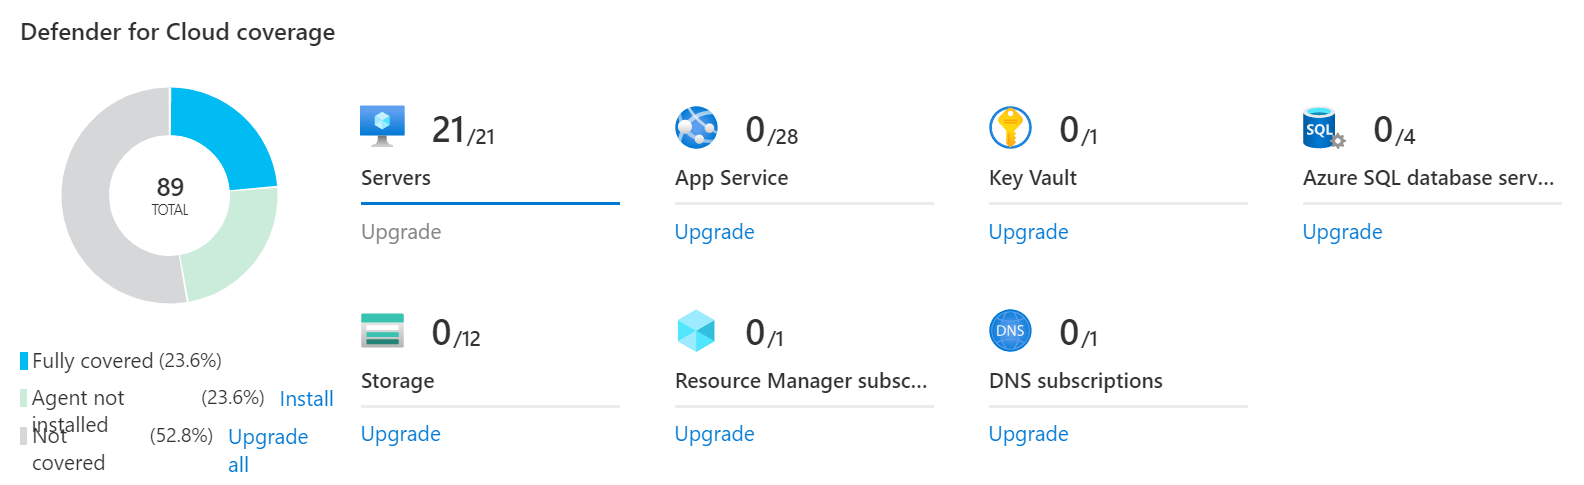 Defender for Cloud coverage
89
TOTAL
Fully covered (23.6%)
Agent not installed (23.6%) Install
Not covered (52.8%) Upgrade all
21/21
Servers
Upgrade
0/28
App Service
Upgrade
0/1
Key Vault
Upgrade
SQL
0/4
Azure SQL database serv...
Upgrade
0/12
Storage
Upgrade
0/1
Resource Manager subsc...
Upgrade
DNS
0/1
DNS subscriptions
Upgrade